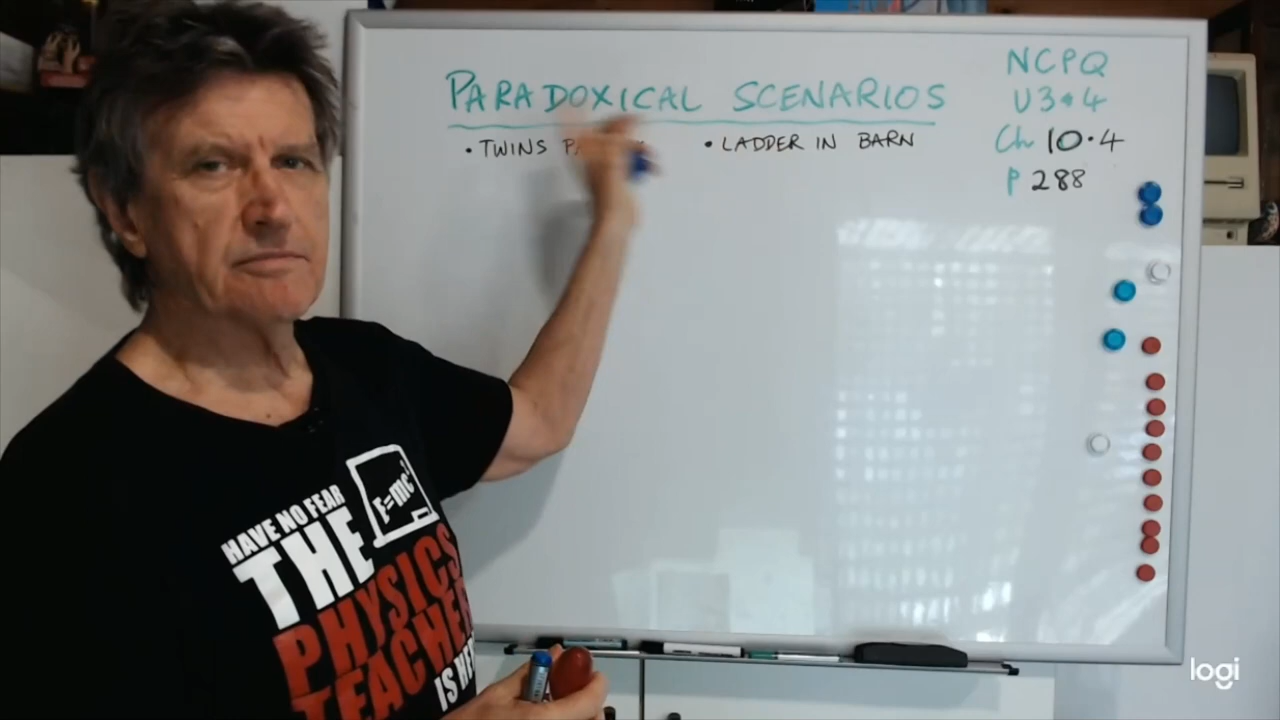 PARADOXICAL SCENARIOS
• TWINS
• LADDER IN BARN
NCPQ
U3•4
Ch 10.4
P 288
E=mc²
HAVE NO FEAR
THE
PHYSICS
TEACHER
IS HERE
logi